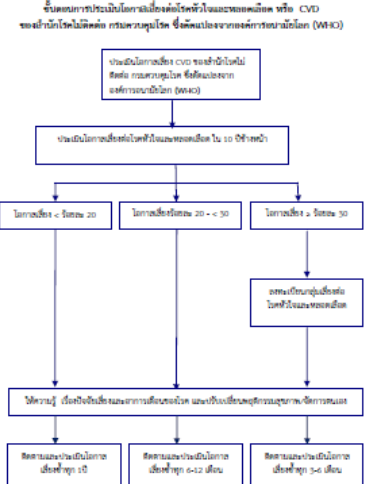 ขั้นตอนการประเมินโอกาสเสี่ยงต่อโรคหัวใจและหลอดเลือด หรือ CVD
ของสำนักโรคไม่ติดต่อ กรมควบคุมโรค ซึ่งดัดแปลงจากองค์การอนามัยโลก (WHO)
ประเมินโอกาสเสี่ยง CVD ของสำนักโรคไม่
ติดต่อ กรมควบคุมโรค ซึ่งดัดแปลงจาก
องค์การอนามัยโลก (WHO)
ประเมินโอกาสเสี่ยงต่อโรคหัวใจและหลอดเลือด ใน 10 ปีข้างหน้า
โอกาสเสี่ยง < ร้อยละ 20
โอกาสเสี่ยงร้อยละ 20 - < 30
โอกาสเสี่ยง ≥ ร้อยละ 30
ลงทะเบียนกลุ่มเสี่ยงต่อ
โรคหัวใจและหลอดเลือด
ให้ความรู้ เรื่องปัจจัยเสี่ยงและอาการเตือนของโรค และปรับเปลี่ยนพฤติกรรมสุขภาพ/จัดการตนเอง
ติดตามและประเมินโอกาส
เสี่ยงซ้ำทุก 1ปี
ติดตามและประเมินโอกาส
เสี่ยงซ้ำทุก 6-12 เดือน
ติดตามและประเมินโอกาส
เสี่ยงซ้ำทุก 3-6 เดือน